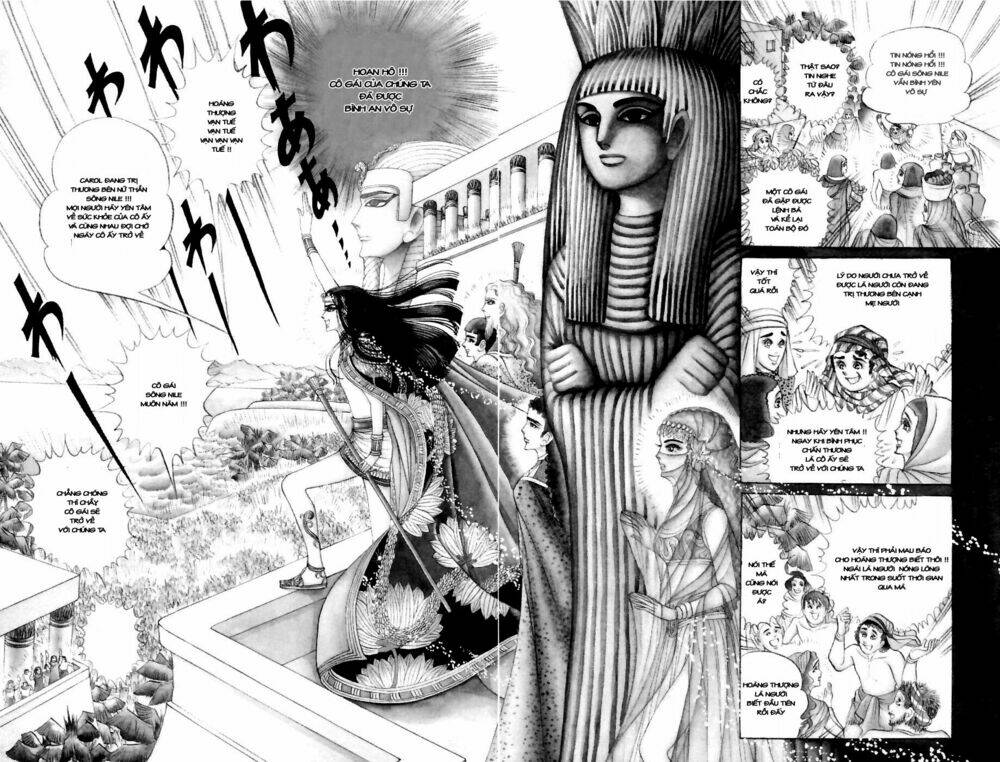 TIN NÓNG HỔI !!!
TIN NÓNG HỔI !!!
CÔ GÁI SÔNG NILE
VẪN BÌNH YÊN
VÔ SỰ
THẬT SAO?
TIN NGHE
TỪ ĐÂU
RA VẬY?
CÓ
CHẮC
KHÔNG?
MỘT CÔ GÁI
ĐÃ GẶP ĐƯỢC
LỆNH BÀ
VÀ KỂ LẠI
TOÀN BỘ ĐÓ
LÝ DO NGƯỜI CHƯA TRỞ VỀ
ĐƯỢC LÀ NGƯỜI CÒN ĐANG
TRỊ THƯƠNG BÊN CẠNH
MẸ NGƯỜI
VẬY THÌ
TỐT
QUÁ RỒI
NHƯNG HÃY YÊN TÂM !!
NGAY KHI BÌNH PHỤC
CHẤN THƯƠNG
LÀ CÔ ẤY SẼ
TRỞ VỀ VỚI CHÚNG TA
VẬY THÌ PHẢI MAU BÁO
CHO HOÀNG THƯỢNG BIẾT THÔI !!
NGÀI LÀ NGƯỜI NÓNG LÒNG
NHẤT TRONG SUỐT THỜI GIAN
QUA MÀ
NÓI THẾ
MÀ
CŨNG NÓI
ĐƯỢC
À?
HOÀNG THƯỢNG
LÀ NGƯỜI
BIẾT ĐẦU TIÊN
RỒI ĐẤY
HOAN HÔ !!!
CÔ GÁI CỦA CHÚNG TA
ĐÃ ĐƯỢC
BÌNH AN VÔ SỰ
わあああ....
わああ
わ
わ
わ
HOÀNG
THƯỢNG
VẠN TUẾ
VẠN TUẾ
VẠN VẠN VẠN
TUẾ !!
CAROL ĐANG TRỊ
THƯƠNG BÊN NỮ THẦN
SÔNG NILE !!!
MỌI NGƯỜI HÃY YÊN TÂM
VỀ SỨC KHỎE CỦA CÔ ẤY
VÀ CÙNG NHAU ĐỢI CHỜ
NGÀY CÔ ẤY TRỞ VỀ
CÔ GÁI
SÔNG NILE
MUÔN NĂM !!!
CHẲNG CHÓNG
THÌ CHẦY
CÔ GÁI SẼ
TRỞ VỀ
VỚI CHÚNG TA